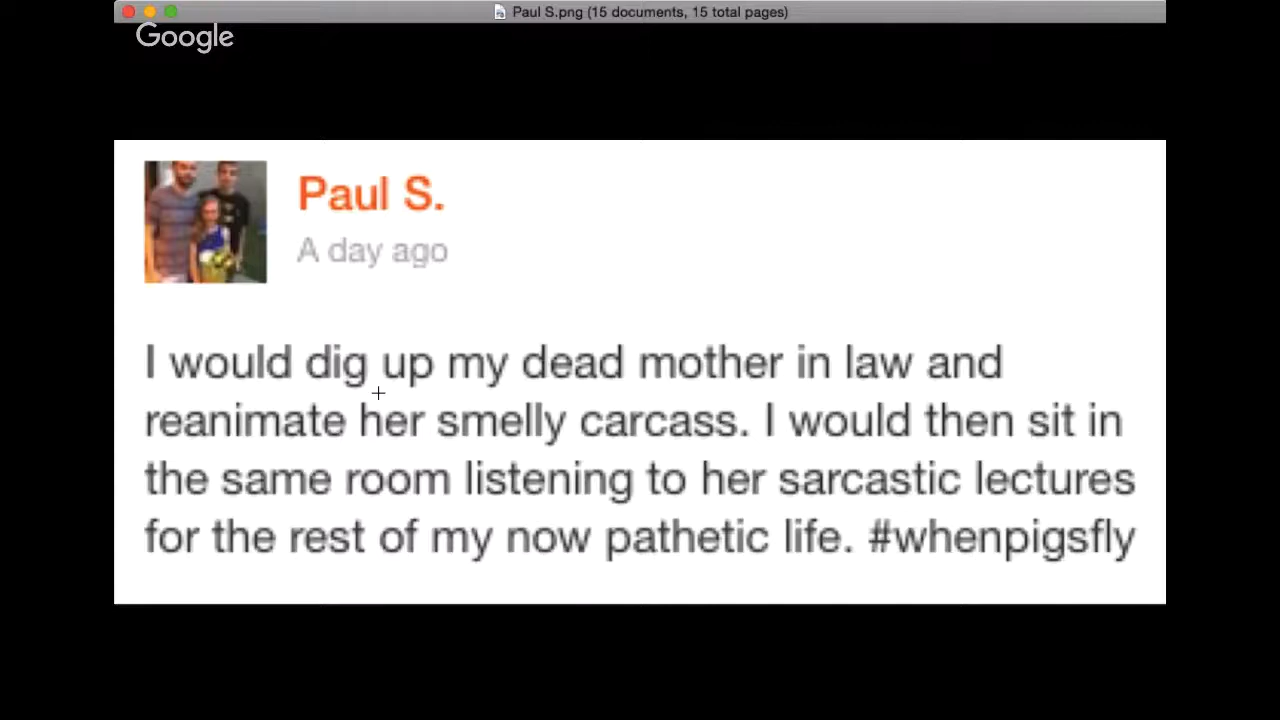 Paul S.png (15 documents, 15 total pages)
Google
Paul S.
A day ago
I would dig up my dead mother in law and
reanimate her smelly carcass. I would then sit in
the same room listening to her sarcastic lectures
for the rest of my now pathetic life. #whenpigsfly